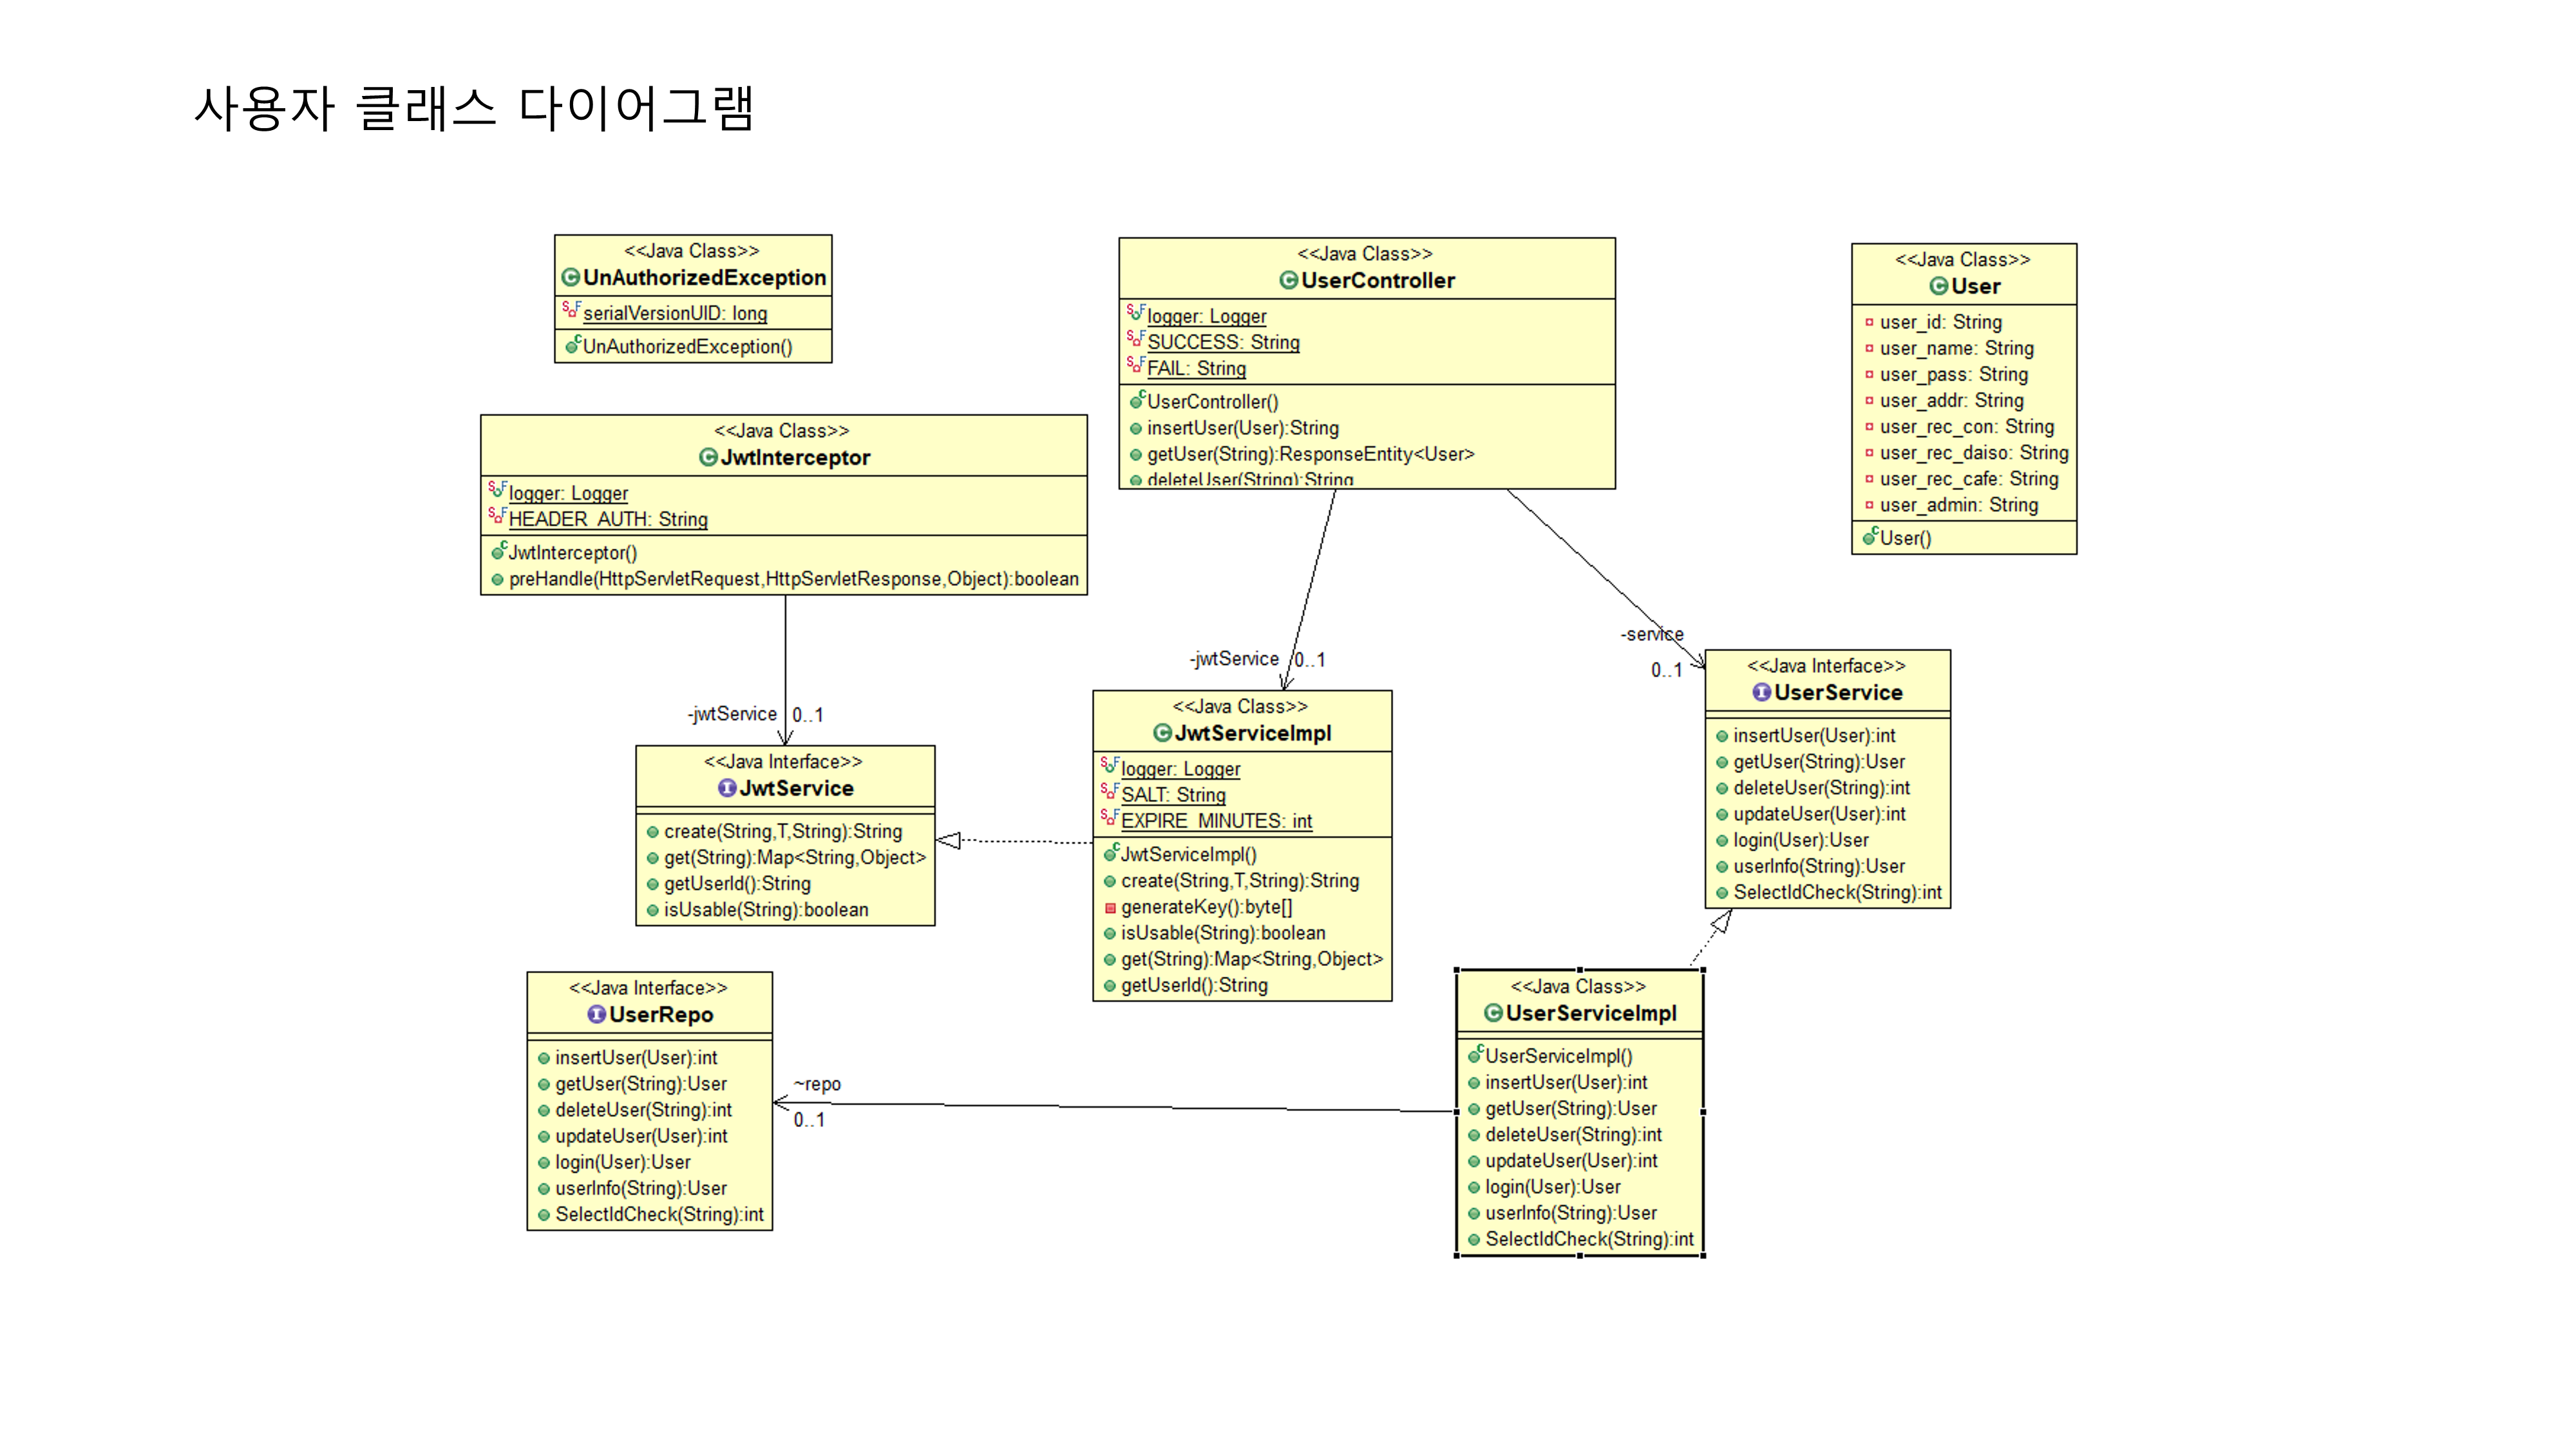 사용자 클래스 다이어그램
<<Java Class>>
UnAuthorizedException
serialVersionUID: long
UnAuthorizedException()
<<Java Class>>
UserController
logger: Logger
SUCCESS: String
FAIL: String
UserController()
insertUser(User):String
getUser(String):ResponseEntity<User>
deleteUser(String):String
<<Java Class>>
User
user_id: String
user_name: String
user_pass: String
user_addr: String
user_rec_con: String
user_rec_daiso: String
user_rec_cafe: String
user_admin: String
User()
<<Java Class>>
JwtInterceptor
logger: Logger
HEADER_AUTH: String
JwtInterceptor()
preHandle(HttpServletRequest,HttpServletResponse,Object):boolean
-jwtService 0..1
-jwtService 0..1
-service
0..1
<<Java Interface>>
JwtService
create(String,T,String):String
get(String):Map<String,Object>
getUserId():String
isUsable(String):boolean
<<Java Class>>
JwtServiceImpl
logger: Logger
SALT: String
EXPIRE_MINUTES: int
JwtServiceImpl()
create(String,T,String):String
generateKey():byte[]
isUsable(String):boolean
get(String):Map<String,Object>
getUserId():String
<<Java Interface>>
UserService
insertUser(User):int
getUser(String):User
deleteUser(String):int
updateUser(User):int
login(User):User
userInfo(String):User
SelectIdCheck(String):int
<<Java Interface>>
UserRepo
insertUser(User):int
getUser(String):User
deleteUser(String):int
updateUser(User):int
login(User):User
userInfo(String):User
SelectIdCheck(String):int
~repo
0..1
<<Java Class>>
UserServiceImpl
UserServiceImpl()
insertUser(User):int
getUser(String):User
deleteUser(String):int
updateUser(User):int
login(User):User
userInfo(String):User
SelectIdCheck(String):int